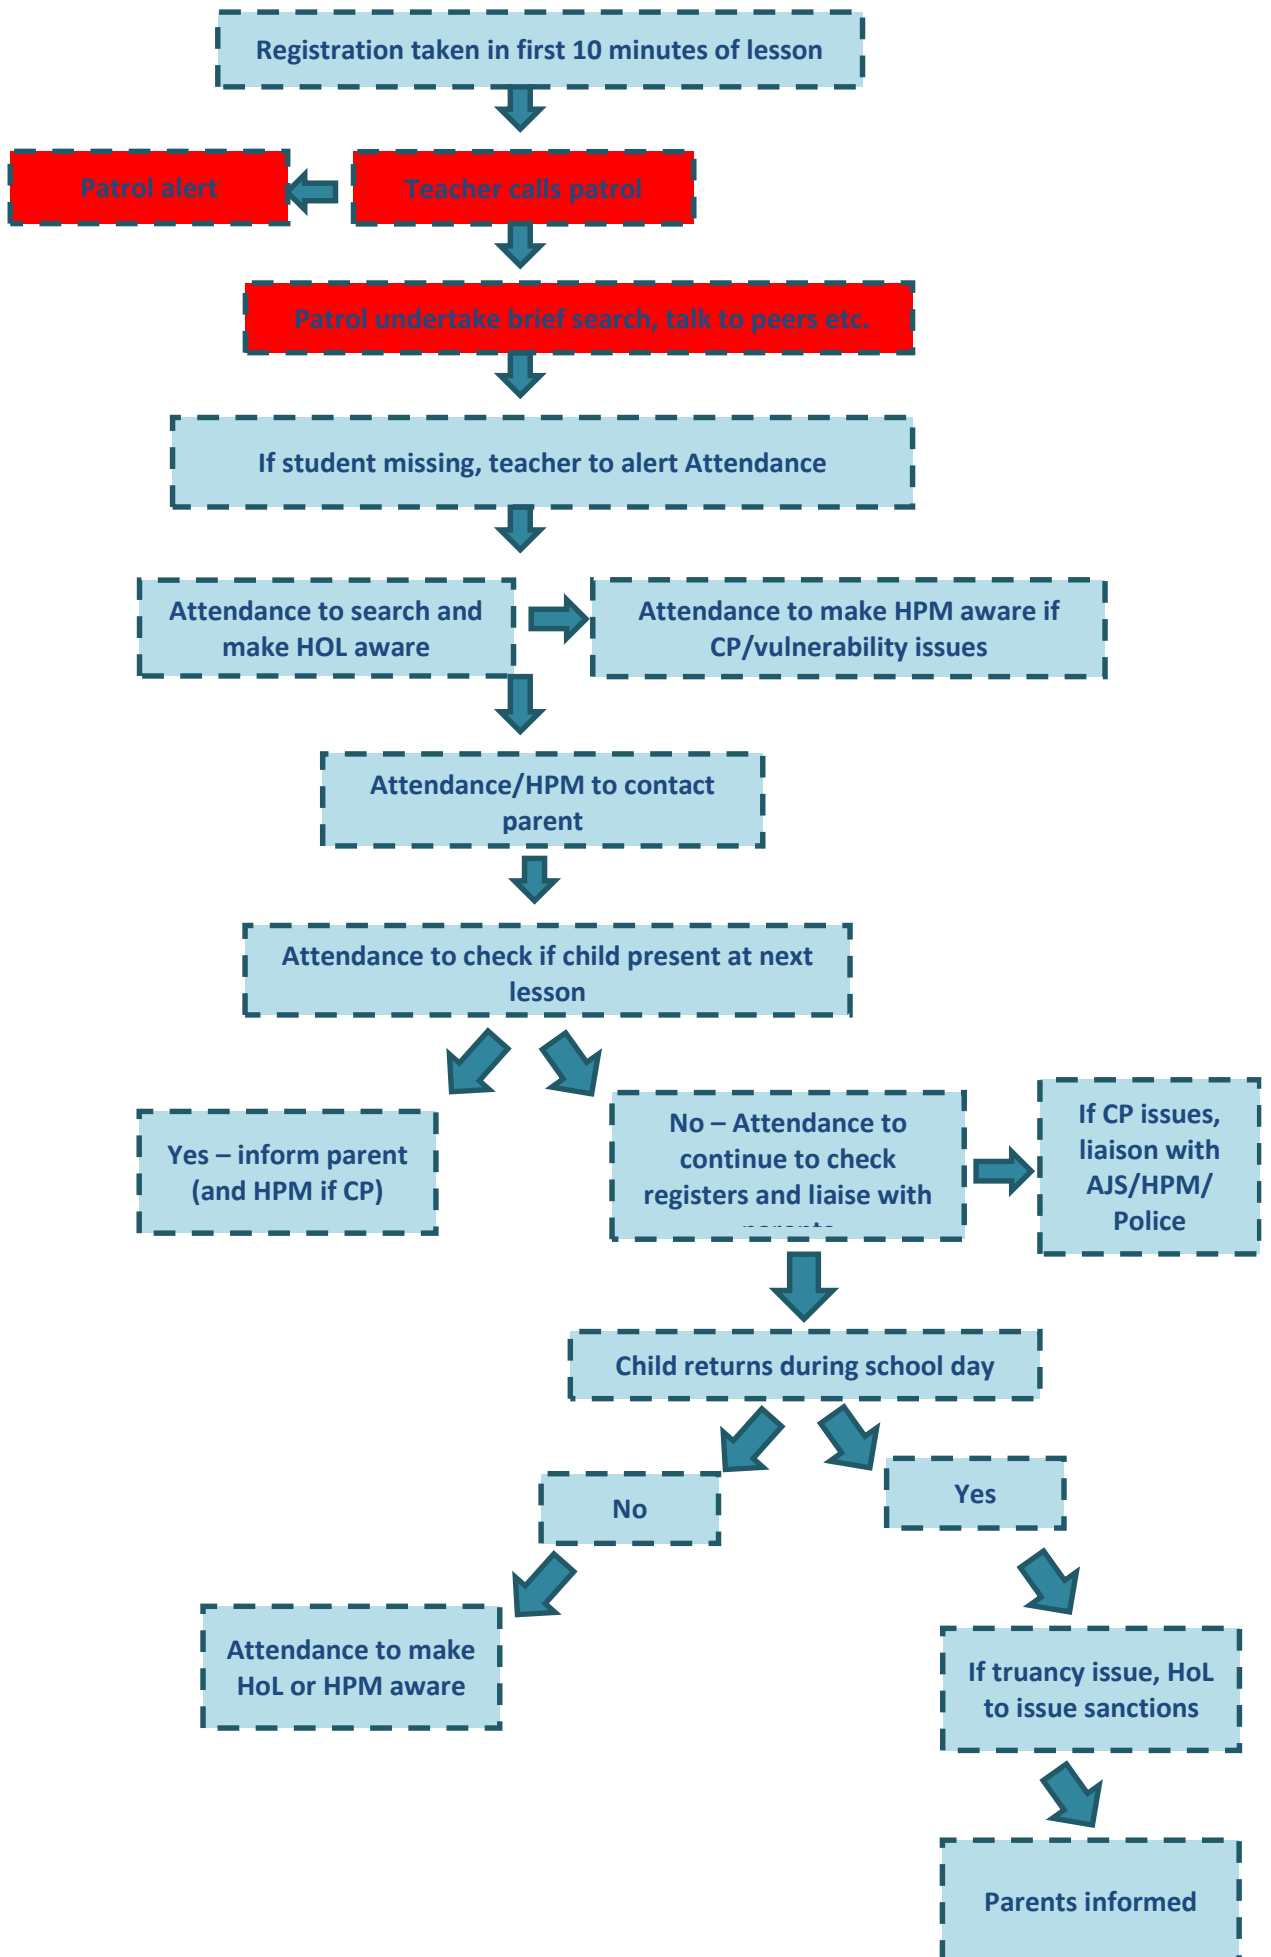 Registration taken in first 10 minutes of lesson
Patrol alert
Teacher calls patrol
Patrol undertake brief search, talk to peers etc.
If student missing, teacher to alert Attendance
Attendance to search and
make HOL aware
Attendance to make HPM aware if
CP/vulnerability issues
Attendance/HPM to contact
parent
Attendance to check if child present at next
lesson
Yes – inform parent
(and HPM if CP)
No – Attendance to
continue to check
registers and liaise with
If CP issues,
liaison with
AJS/HPM/
Police
Child returns during school day
No
Yes
Attendance to make
HoL or HPM aware
If truancy issue, HoL
to issue sanctions
Parents informed